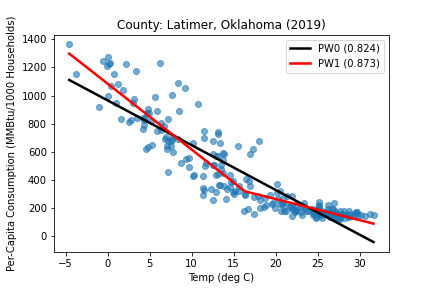 County: Latimer, Oklahoma (2019)
Per-Capita Consumption (MMBtu/1000 Households)
1400
1200
1000
800
600
400
200
0
PW0 (0.824)
PW1 (0.873)
−5 0 5 10 15 20 25 30
Temp (deg C)